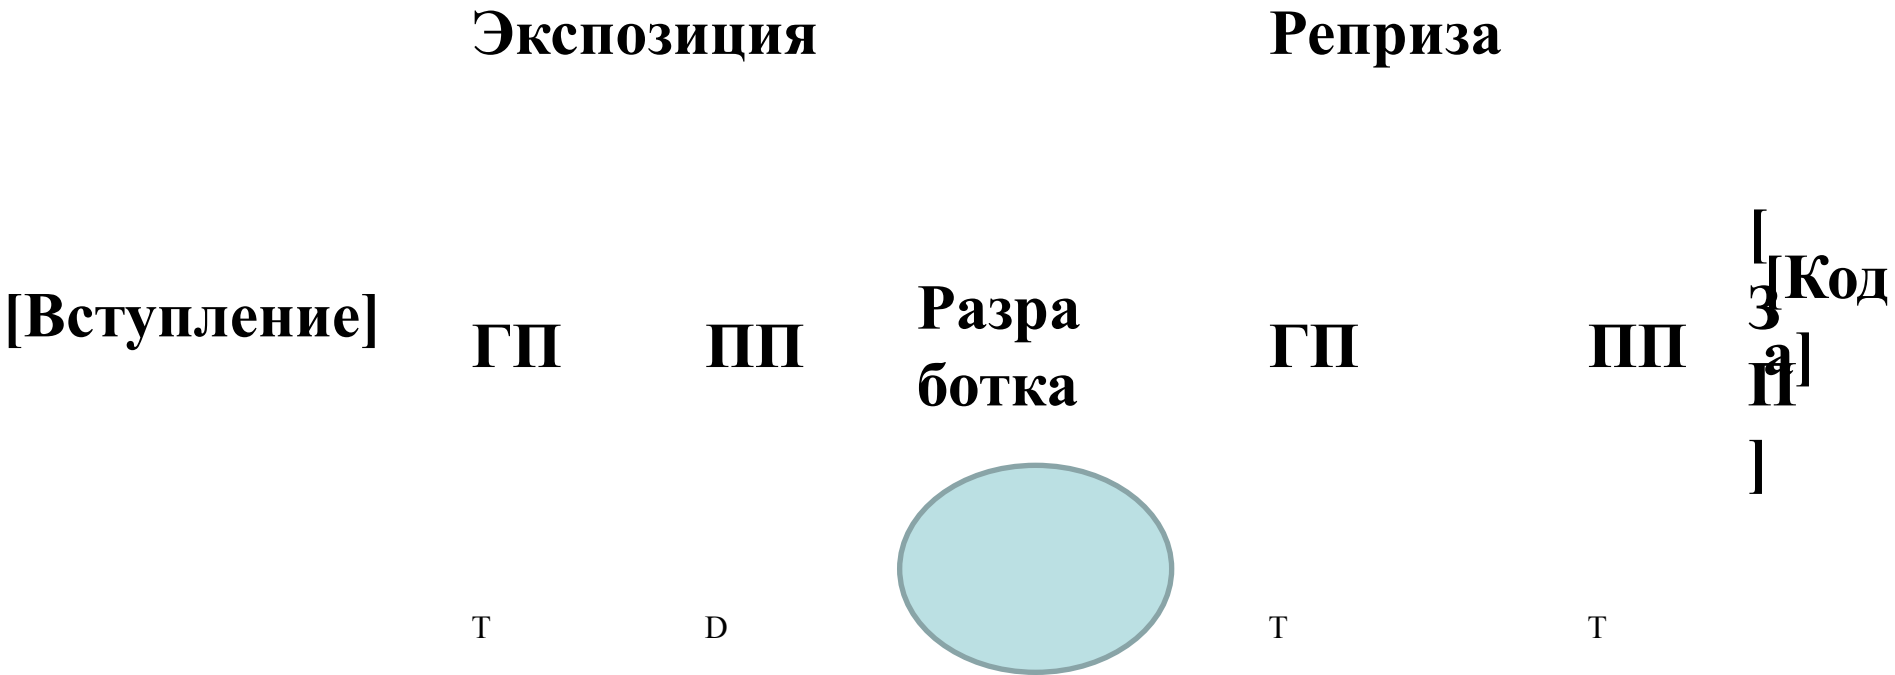 Экспозиция
Реприза
[Вступление]
ГП
ПП
Разра
ботка
ГП
ПП
[
З
П
]
[Код
а]
T
D
T
T